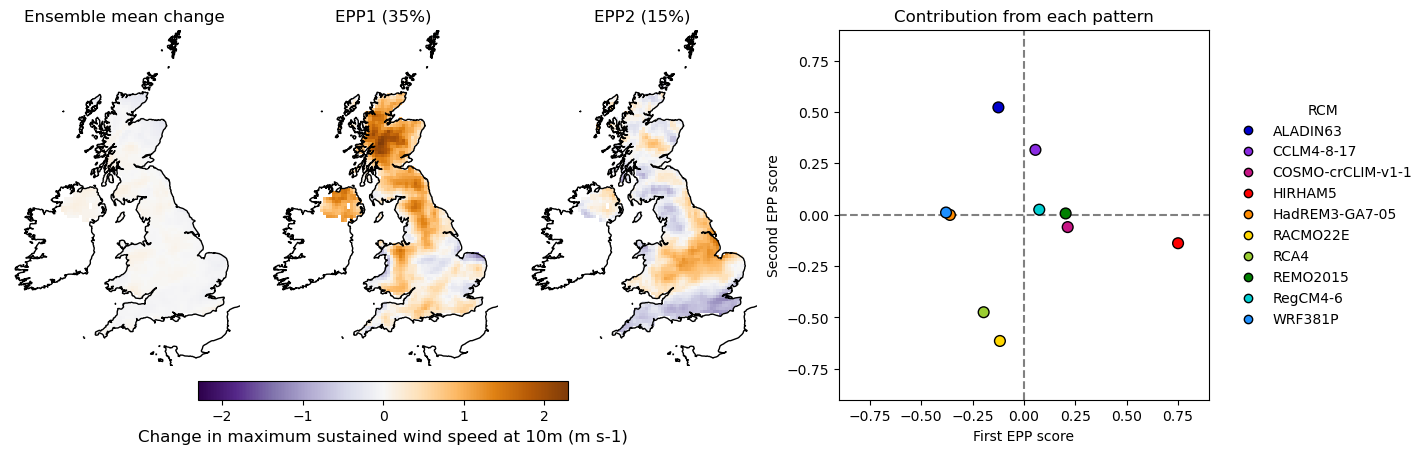 Ensemble mean change
EPP1 (35%)
EPP2 (15%)
−2
−1
0
1
2
Change in maximum sustained wind speed at 10m (m s-1)
Contribution from each pattern
Second EPP score
0.75
0.50
0.25
0.00
−0.25
−0.50
−0.75
−0.75
−0.50
−0.25
0.00
0.25
0.50
0.75
First EPP score
RCM
ALADIN63
CCLM4-8-17
COSMO-crCLIM-v1-1
HIRHAM5
HadREM3-GA7-05
RACMO22E
RCA4
REMO2015
RegCM4-6
WRF381P